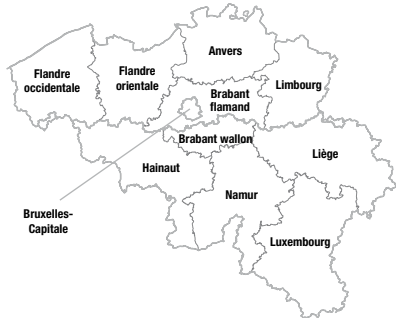 Anvers
Flandre
occidentale
Flandre
orientale
Limbourg
Brabant
flamand
Brabant wallon
Liège
Hainaut
Namur
Bruxelles-
Capitale
Luxembourg